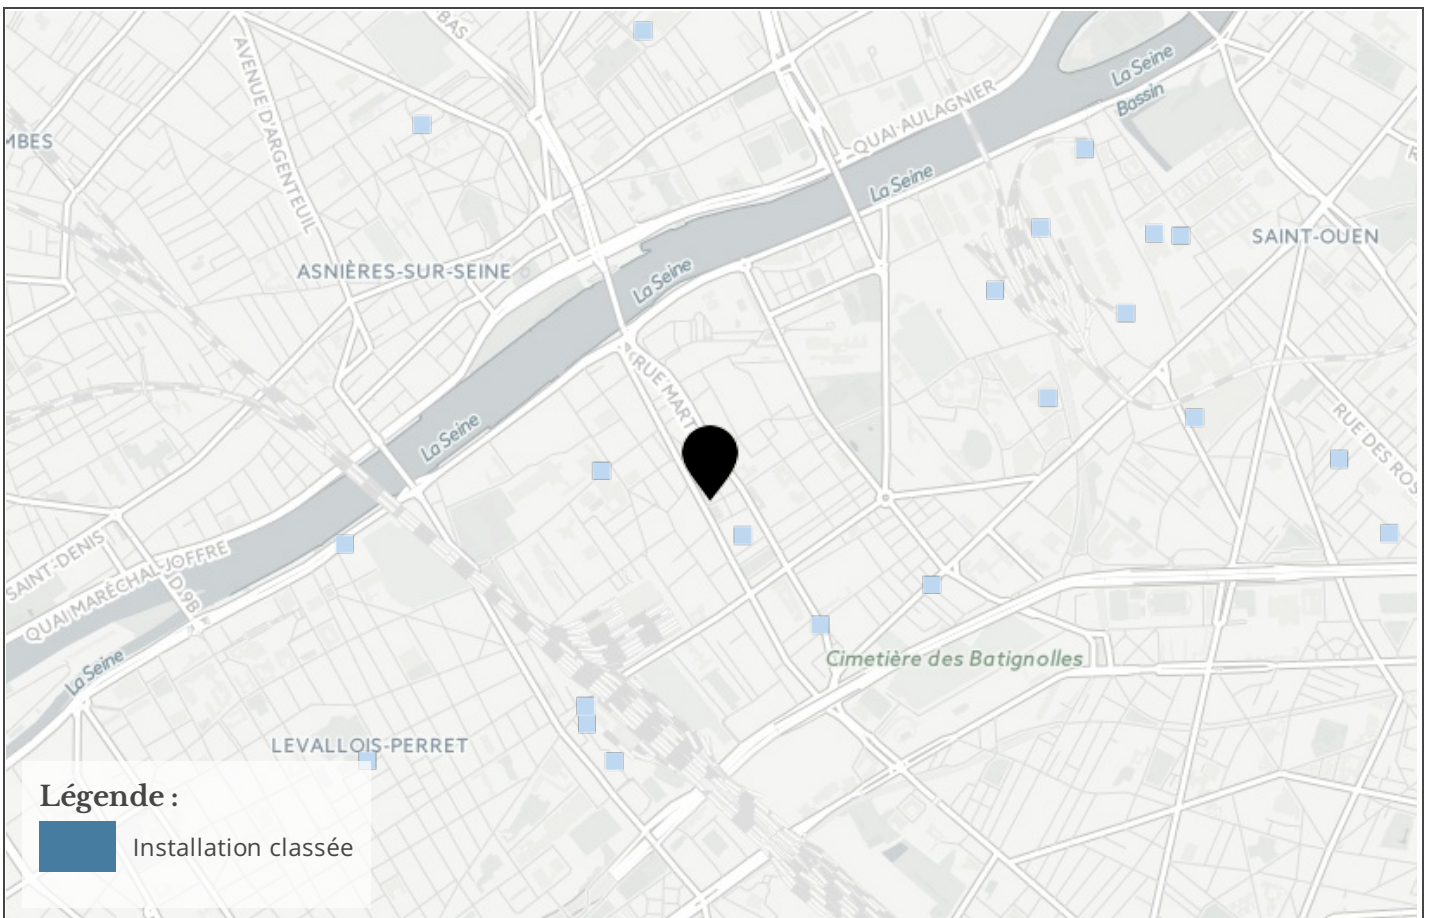 BAS
AVENUE D'ARGENTEUIL
La Seine
Bassin
QUAI-AULAGNIER
MBES
La Seine
SAINT-OUEN
ASNIÈRES-SUR-SEINE
La Seine
RUE MART
RUE DES ROS
La Seine
SAINT-DENIS
QUAI MARÉCHAL-JOFFRE
D 9B
La Seine
Cimetière des Batignolles
LEVALLOIS-PERRET
Légende :
Installation classée